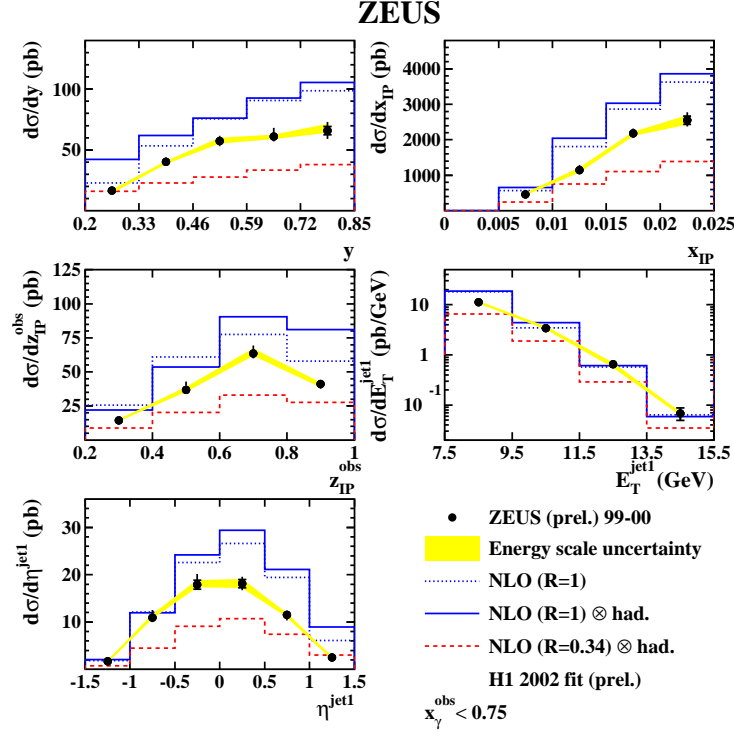 ZEUS
dσ/dy (pb)
100
50
0.2 0.33 0.46 0.59 0.72 0.85
y
dσ/dx_IP (pb)
4000
3000
2000
1000
0 0.005 0.01 0.015 0.02 0.025
x_IP
dσ/dz_IP^obs (pb)
125
100
75
50
25
0.2 0.4 0.6 0.8 1
z_IP^obs
dσ/dE_T^jet1 (pb/GeV)
10
1
10^-1
10^-2
7.5 9.5 11.5 13.5 15.5
E_T^jet1 (GeV)
dσ/dη^jet1 (pb)
30
20
10
-1.5 -1 -0.5 0 0.5 1 1.5
η^jet1
ZEUS (prel.) 99-00
Energy scale uncertainty
NLO (R=1)
NLO (R=1) ⊗ had.
NLO (R=0.34) ⊗ had.
H1 2002 fit (prel.)
x_γ^obs < 0.75